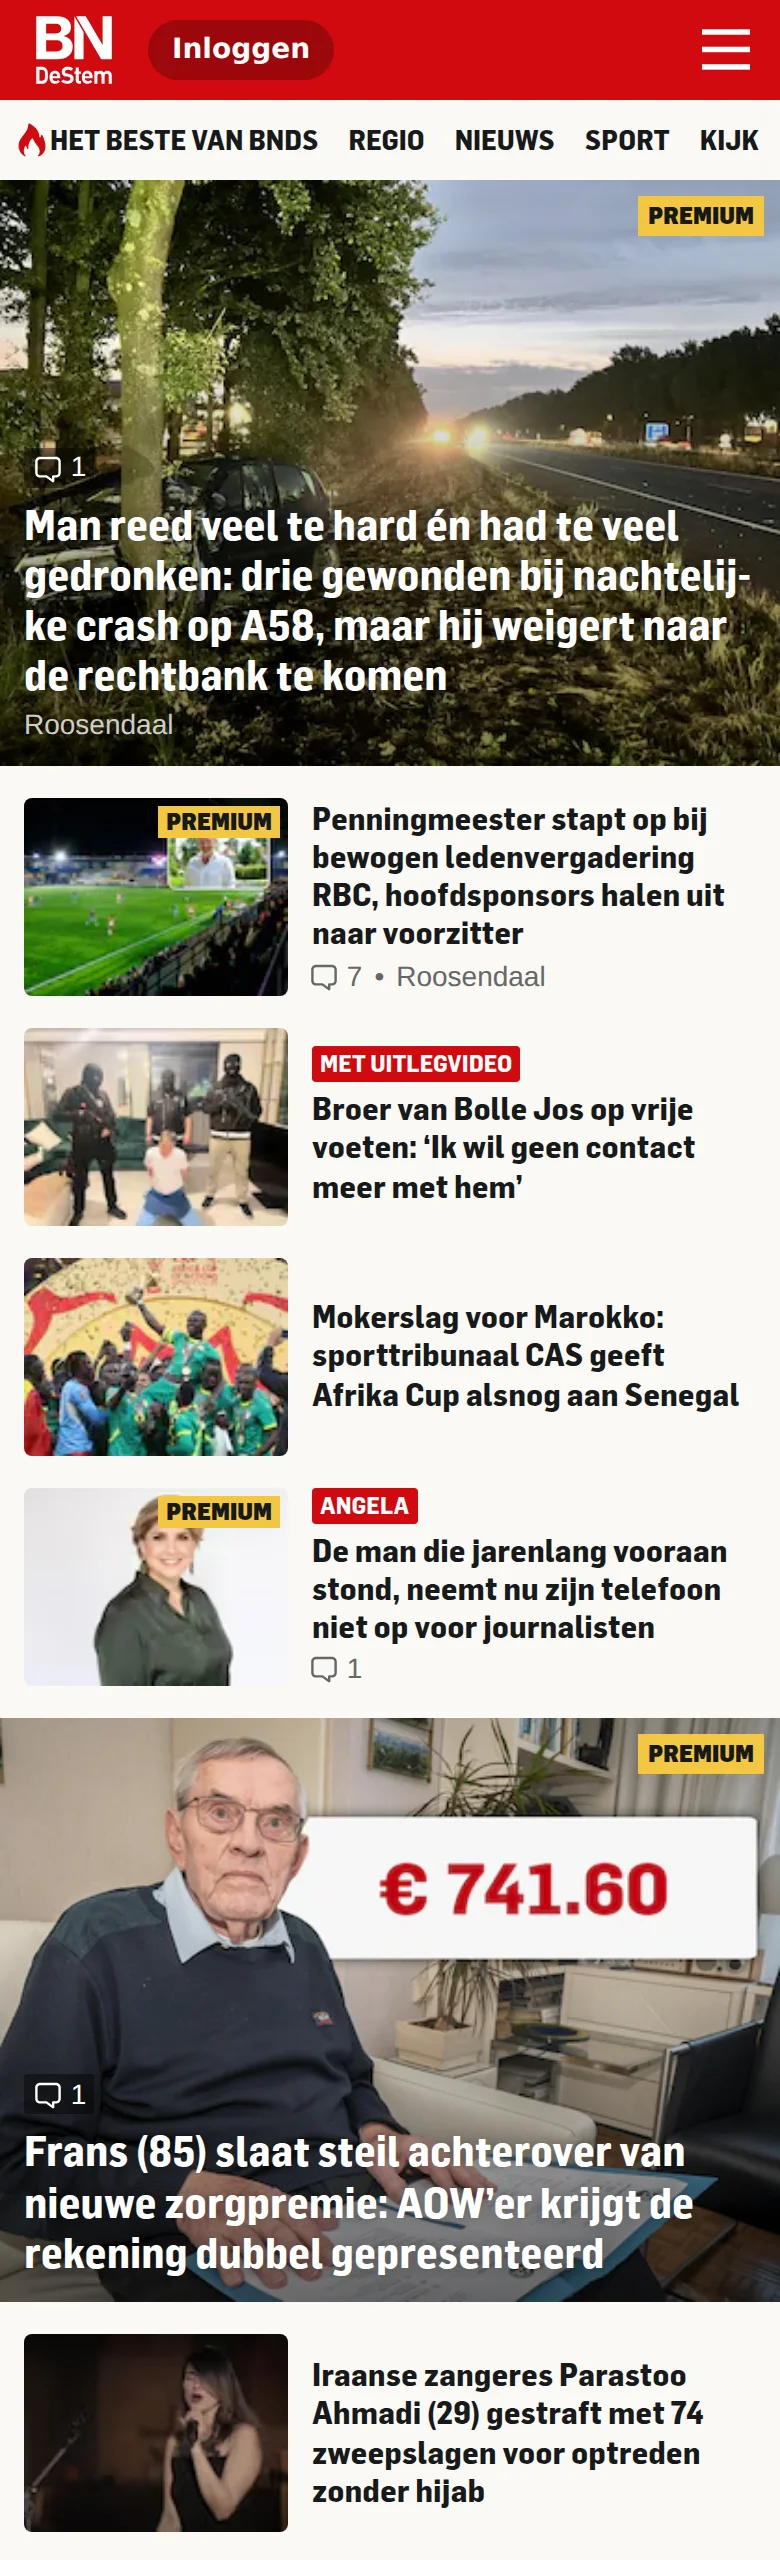 BN
DeStem
Inloggen
HET BESTE VAN BNDS REGIO NIEUWS SPORT KIJK
PREMIUM
1
Man reed veel te hard én had te veel
gedronken: drie gewonden bij nachtelij-
ke crash op A58, maar hij weigert naar
de rechtbank te komen
Roosendaal
PREMIUM
Penningmeester stapt op bij
bewogen ledenvergadering
RBC, hoofdsponsors halen uit
naar voorzitter
7 • Roosendaal
MET UITLEGVIDEO
Broer van Bolle Jos op vrije
voeten: ‘Ik wil geen contact
meer met hem’
Mokerslag voor Marokko:
sporttribunaal CAS geeft
Afrika Cup alsnog aan Senegal
PREMIUM
ANGELA
De man die jarenlang vooraan
stond, neemt nu zijn telefoon
niet op voor journalisten
1
PREMIUM
€ 741.60
1
Frans (85) slaat steil achterover van
nieuwe zorgpremie: AOW’er krijgt de
rekening dubbel gepresenteerd
Iraanse zangeres Parastoo
Ahmadi (29) gestraft met 74
zweepslagen voor optreden
zonder hijab